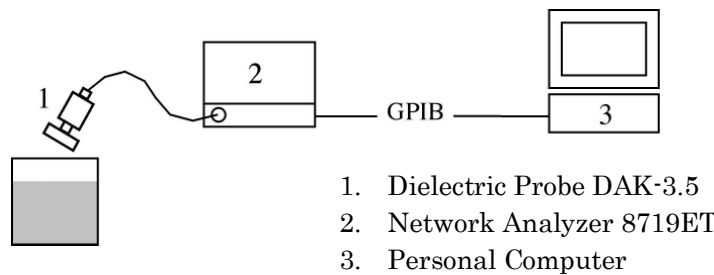 1
2
GPIB
3
1. Dielectric Probe DAK-3.5
2. Network Analyzer 8719ET
3. Personal Computer